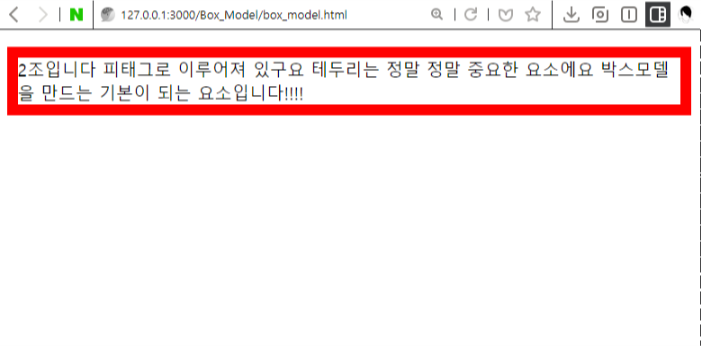 N 127.0.0.1:3000/Box_Model/box_model.html
2조입니다 피태그로 이루어져 있구요 테두리는 정말 정말 중요한 요소에요 박스모델
을 만드는 기본이 되는 요소입니다!!!!